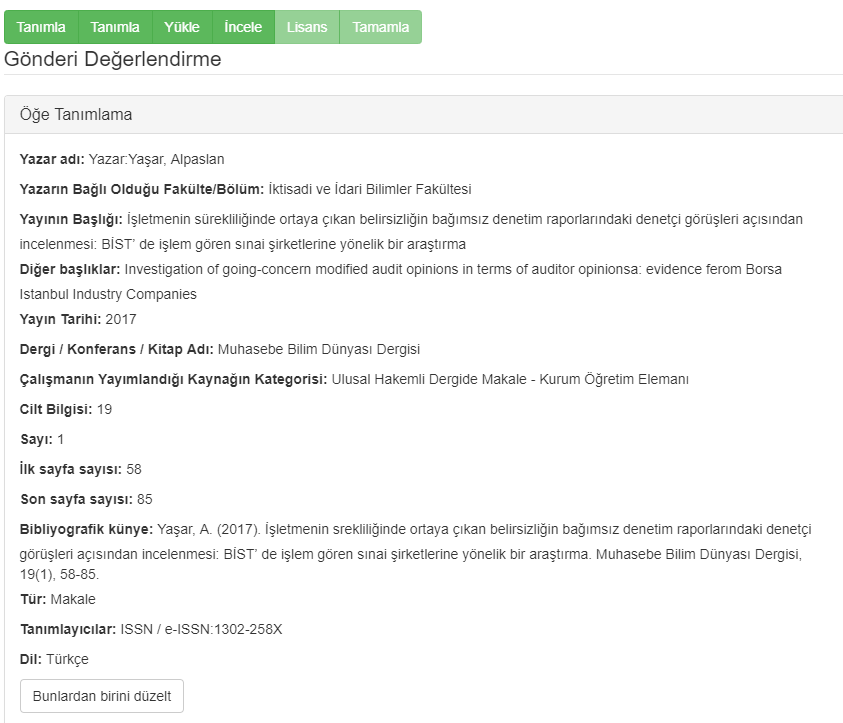 Tanımla Tanımla Yükle İncele Lisans Tamamla
Gönderi Değerlendirme
Öğe Tanımlama
Yazar adı: Yazar:Yaşar, Alpaslan
Yazarın Bağlı Olduğu Fakülte/Bölüm: İktisadi ve İdari Bilimler Fakültesi
Yayının Başlığı: İşletmenin sürekliliğinde ortaya çıkan belirsizliğin bağımsız denetim raporlarındaki denetçi görüşleri açısından
incelenmesi: BİST’ de işlem gören sınai şirketlerine yönelik bir araştırma
Diğer başlıklar: Investigation of going-concern modified audit opinions in terms of auditor opinionsa: evidence ferom Borsa
Istanbul Industry Companies
Yayın Tarihi: 2017
Dergi / Konferans / Kitap Adı: Muhasebe Bilim Dünyası Dergisi
Çalışmanın Yayımlandığı Kaynağın Kategorisi: Ulusal Hakemli Dergide Makale - Kurum Öğretim Elemanı
Cilt Bilgisi: 19
Sayı: 1
İlk sayfa sayısı: 58
Son sayfa sayısı: 85
Bibliyografik künye: Yaşar, A. (2017). İşletmenin srekliliğinde ortaya çıkan belirsizliğin bağımsız denetim raporlarındaki denetçi
görüşleri açısından incelenmesi: BİST’ de işlem gören sınai şirketlerine yönelik bir araştırma. Muhasebe Bilim Dünyası Dergisi,
19(1), 58-85.
Tür: Makale
Tanımlayıcılar: ISSN / e-ISSN:1302-258X
Dil: Türkçe
Bunlardan birini düzelt